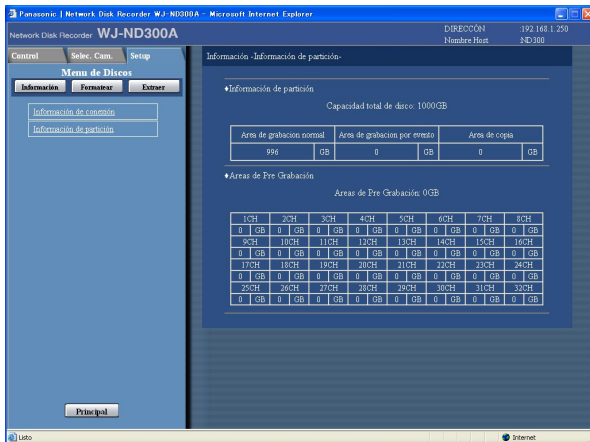 Panasonic | Network Disk Recorder WJ-ND300A - Microsoft Internet Explorer
Network Disk Recorder WJ-ND300A
DIRECCÓN :192.168.1.250
Nombre Host :ND300
Control Selec. Cam. Setup
Menu de Discos
Información Formatear Extraer
Información de conexión
Información de partición
Principal
Información -Información de partición-
♦Información de partición
Capacidad total de disco: 1000GB
Area de grabacion normal Area de grabacion por evento Area de copia
996 GB 0 GB 0 GB
♦Areas de Pre Grabación
Areas de Pre Grabación: 0GB
1CH 2CH 3CH 4CH 5CH 6CH 7CH 8CH
0 GB 0 GB 0 GB 0 GB 0 GB 0 GB 0 GB 0 GB
9CH 10CH 11CH 12CH 13CH 14CH 15CH 16CH
0 GB 0 GB 0 GB 0 GB 0 GB 0 GB 0 GB 0 GB
17CH 18CH 19CH 20CH 21CH 22CH 23CH 24CH
0 GB 0 GB 0 GB 0 GB 0 GB 0 GB 0 GB 0 GB
25CH 26CH 27CH 28CH 29CH 30CH 31CH 32CH
0 GB 0 GB 0 GB 0 GB 0 GB 0 GB 0 GB 0 GB
Listo Internet